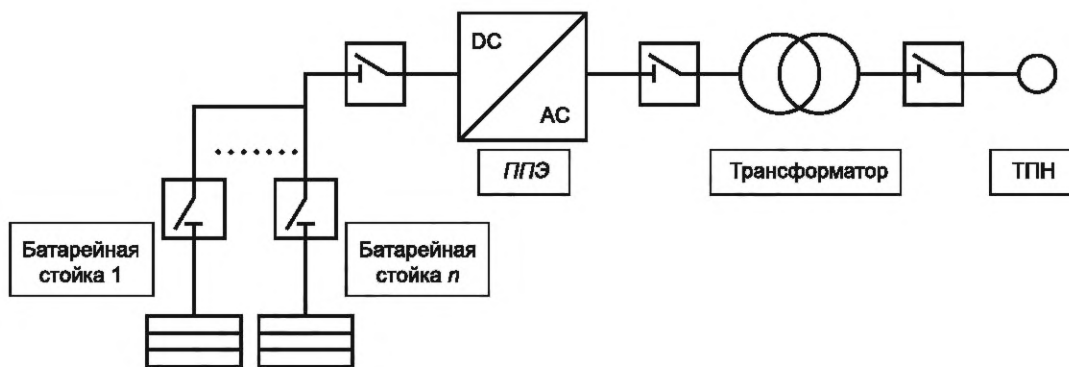 DC
AC
ППЭ
Трансформатор
ТПН
Батарейная
стойка 1
Батарейная
стойка n